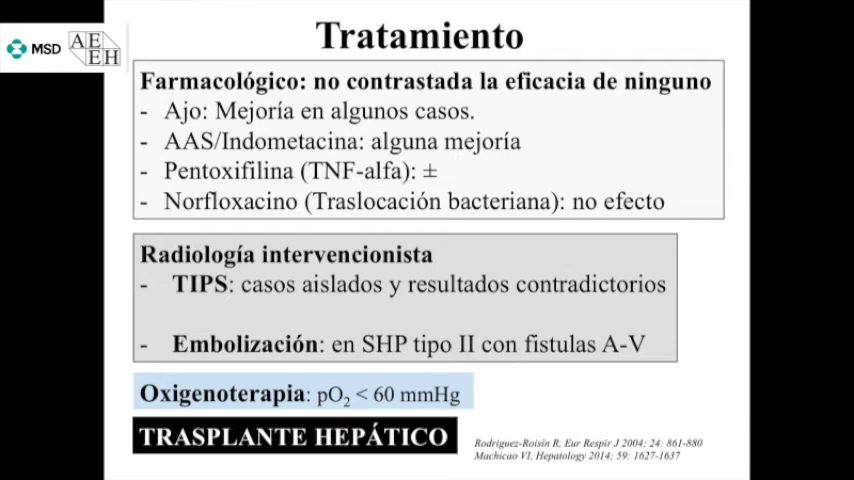 MSD
AE
EH
Tratamiento
Farmacológico: no contrastada la eficacia de ninguno
- Ajo: Mejoría en algunos casos.
- AAS/Indometacina: alguna mejoría
- Pentoxifilina (TNF-alfa): ±
- Norfloxacino (Traslocación bacteriana): no efecto
Radiología intervencionista
- TIPS: casos aislados y resultados contradictorios
- Embolización: en SHP tipo II con fistulas A-V
Oxigenoterapia: pO₂ < 60 mmHg
TRASPLANTE HEPÁTICO
Rodriguez-Roisin R, Eur Respir J 2004; 24: 861-880
Machicao VI, Hepatology 2014; 59: 1627-1637